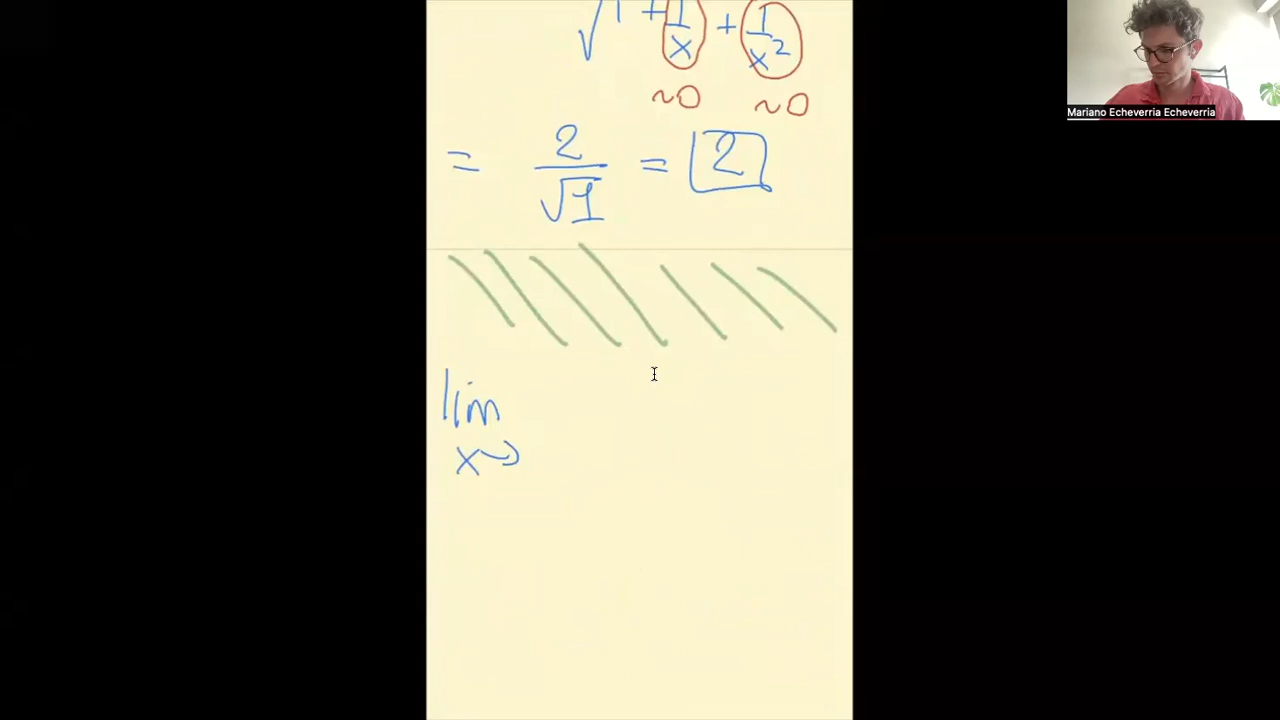 √1 + 1/x + 1/x²
~0 ~0
= 2/√1 = 2
lim
x→
Mariano Echeverria Echeverria